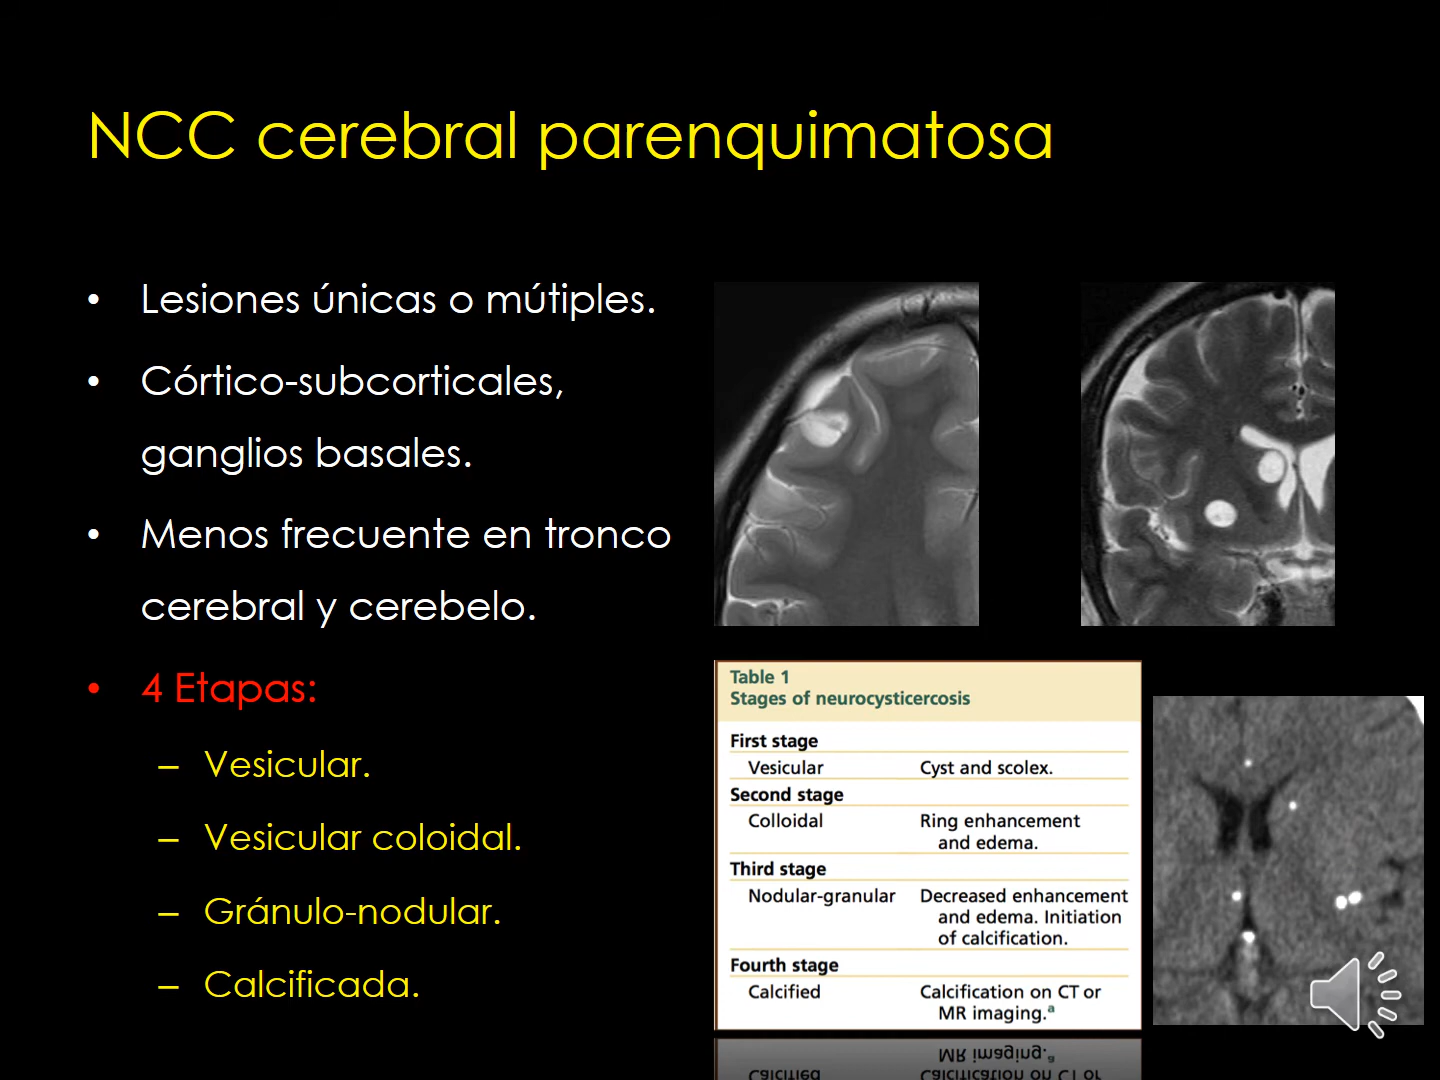 NCC cerebral parenquimatosa
• Lesiones únicas o mútiples.
• Córtico-subcorticales,
ganglios basales.
• Menos frecuente en tronco
cerebral y cerebelo.
• 4 Etapas:
– Vesicular.
– Vesicular coloidal.
– Gránulo-nodular.
– Calcificada.
Table 1
Stages of neurocysticercosis
First stage
Vesicular Cyst and scolex.
Second stage
Colloidal Ring enhancement
and edema.
Third stage
Nodular-granular Decreased enhancement
and edema. Initiation
of calcification.
Fourth stage
Calcified Calcification on CT or
MR imaging.a